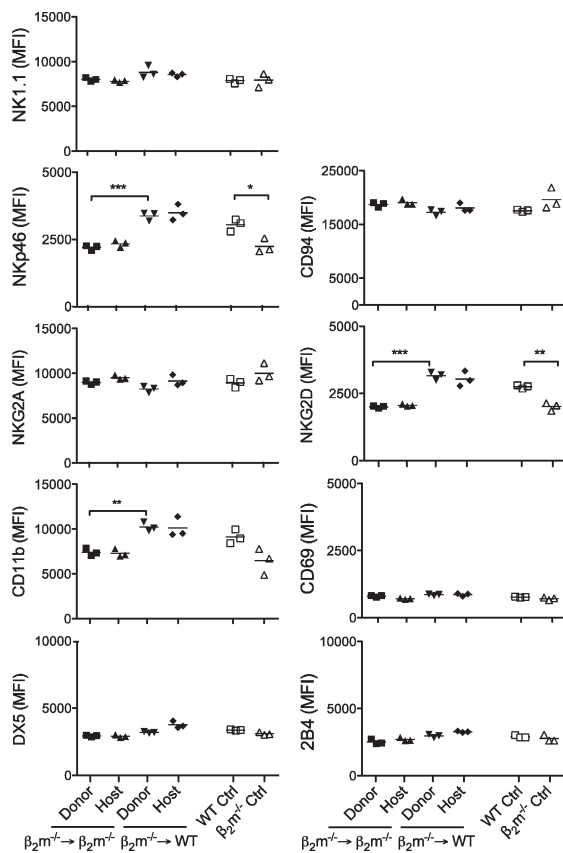 NK1.1 (MFI)
15000
10000
5000
0
NKp46 (MFI)
5000
2500
0
***
*
CD94 (MFI)
25000
15000
5000
0
NKG2A (MFI)
20000
15000
10000
5000
0
NKG2D (MFI)
5000
2500
0
***
**
CD11b (MFI)
15000
10000
5000
0
**
CD69 (MFI)
5000
2500
0
DX5 (MFI)
10000
5000
0
2B4 (MFI)
10000
5000
0
Donor
Host
Donor
Host
WT Ctrl
β₂m⁻/⁻ Ctrl
β₂m⁻/⁻→ β₂m⁻/⁻
β₂m⁻/⁻→ WT
Donor
Host
Donor
Host
WT Ctrl
β₂m⁻/⁻ Ctrl
β₂m⁻/⁻→ β₂m⁻/⁻
β₂m⁻/⁻→ WT